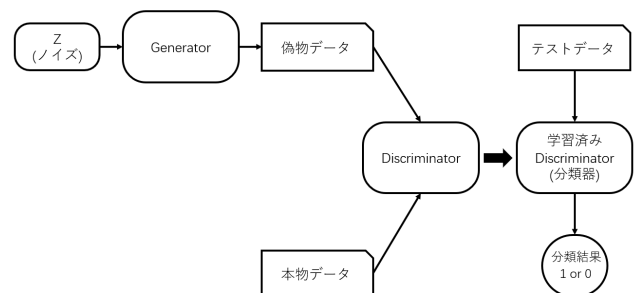 Z
(ノイズ)
Generator
偽物データ
テストデータ
Discriminator
学習済み
Discriminator
(分類器)
本物データ
分類結果
1 or 0